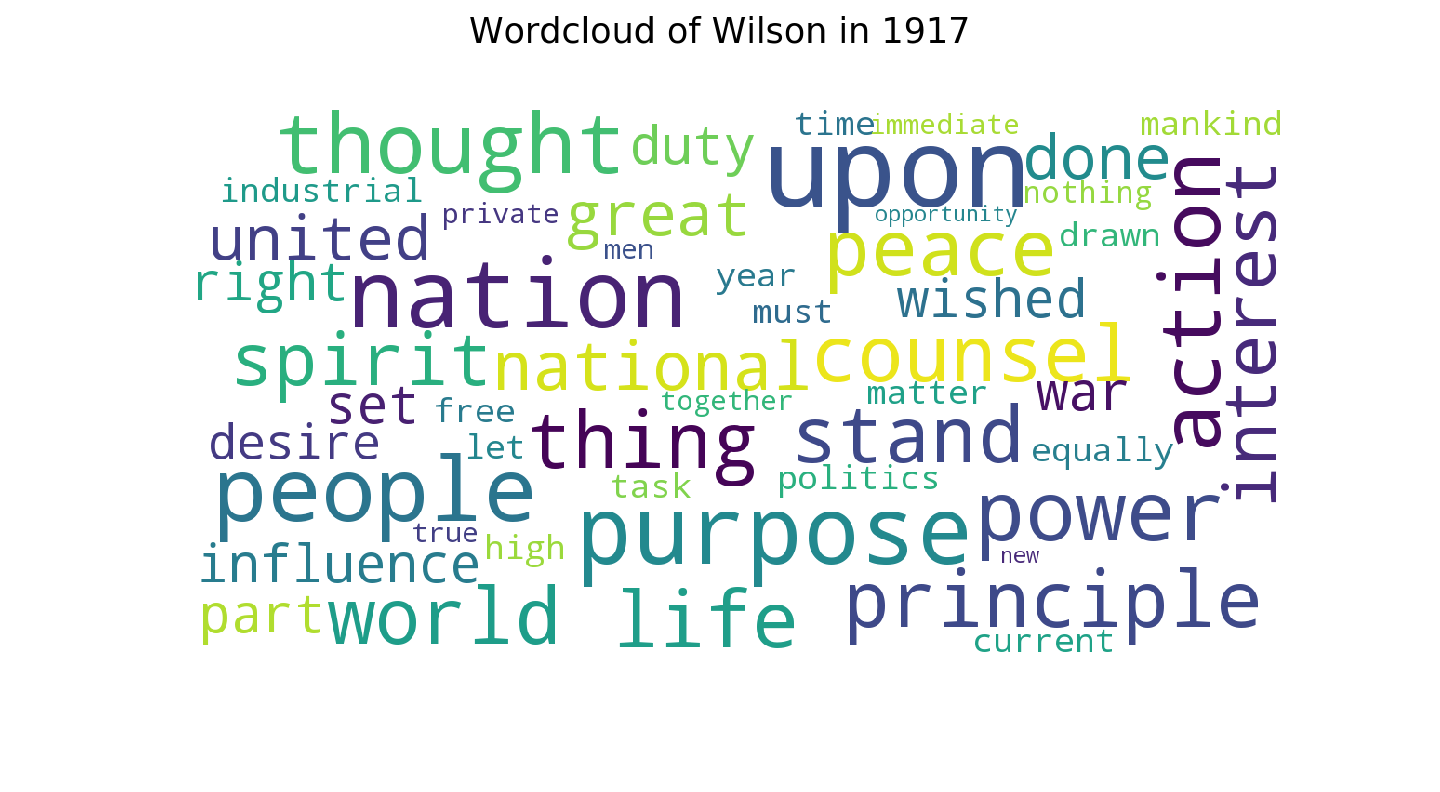 Wordcloud of Wilson in 1917
thought
duty
time
immediate
mankind
upon
done
industrial
private
great
nothing
action
interest
united
men
opportunity
peace
drawn
right
nation
year
must
wished
spirit
national
counsel
set
free
together
matter
war
desire
let
thing
stand
equally
people
task
politics
true
high
purpose
power
new
influence
part
world
life
principle
current